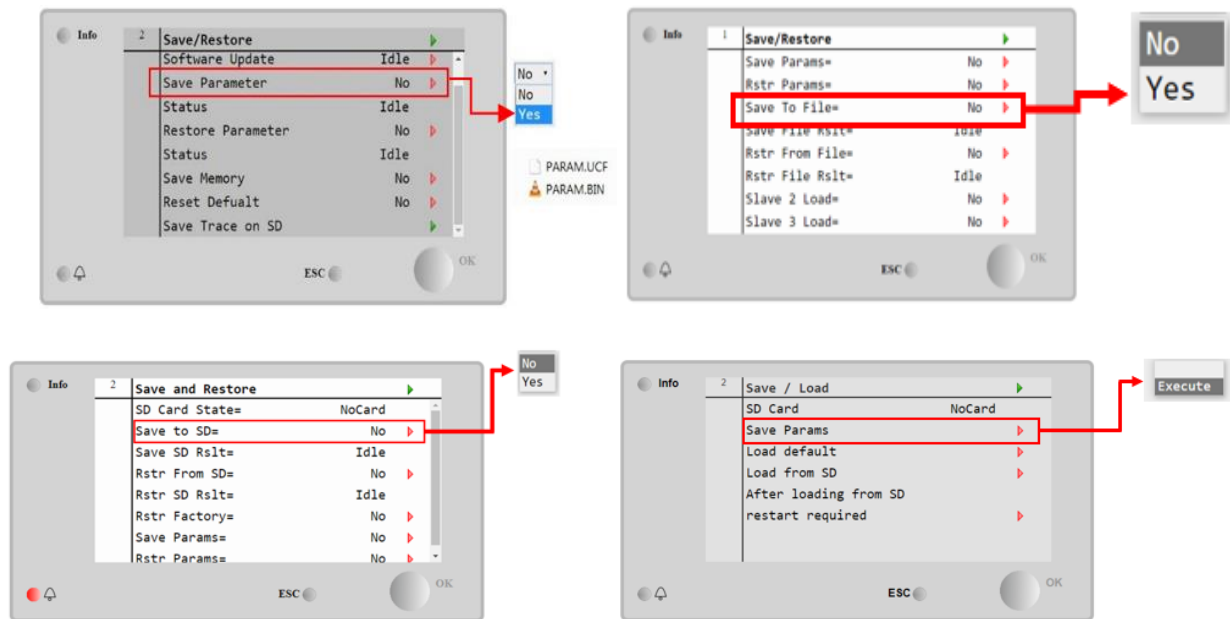 Info
2 Save/Restore
Software Update Idle
Save Parameter No
Status Idle
Restore Parameter No
Status Idle
Save Memory No
Reset Defualt No
Save Trace on SD
ESC
OK
No
No
Yes
PARAM.UCF
PARAM.BIN
Info
1 Save/Restore
Save Params= No
Rstr Params= No
Save To File= No
Save File Rslt= Idle
Rstr From File= No
Rstr File Rslt= Idle
Slave 2 Load= No
Slave 3 Load= No
ESC
OK
No
Yes
Info
2 Save and Restore
SD Card State= NoCard
Save to SD= No
Save SD Rslt= Idle
Rstr From SD= No
Rstr SD Rslt= Idle
Rstr Factory= No
Save Params= No
Rstr Params= No
ESC
OK
No
Yes
Info
2 Save / Load
SD Card NoCard
Save Params
Load default
Load from SD
After loading from SD
restart required
ESC
OK
Execute